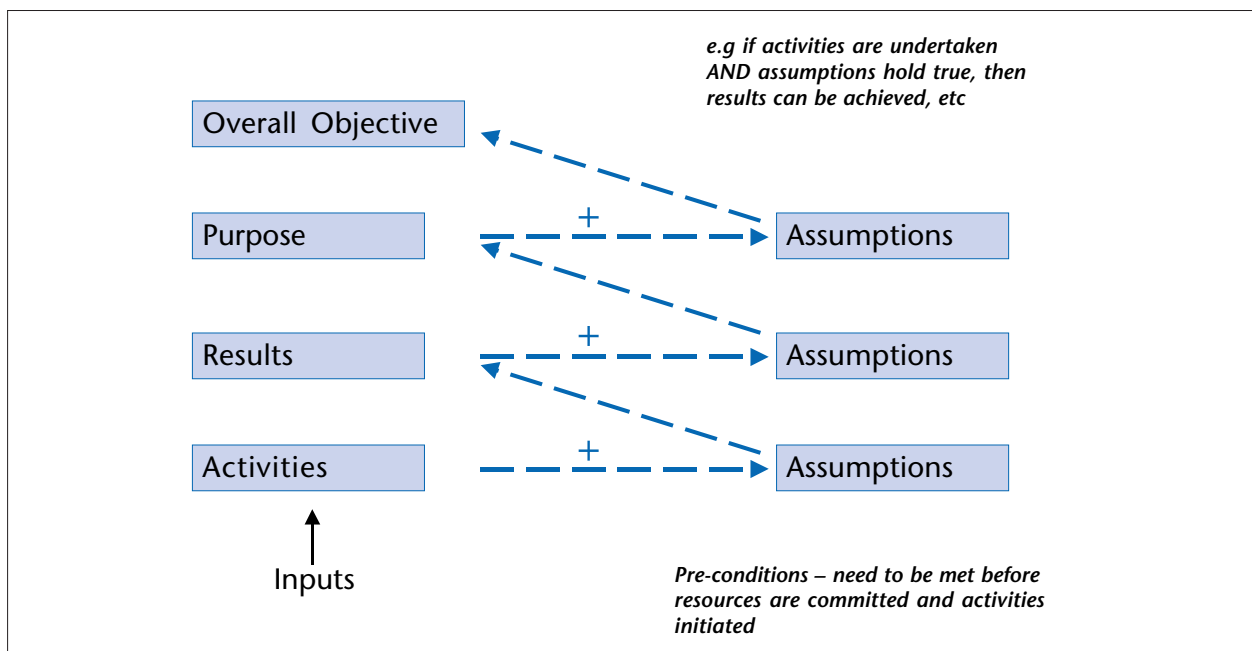 e.g if activities are undertaken
AND assumptions hold true, then
results can be achieved, etc
Overall Objective
+
Purpose
Assumptions
+
Results
Assumptions
+
Activities
Assumptions
Inputs
Pre-conditions – need to be met before
resources are committed and activities
initiated